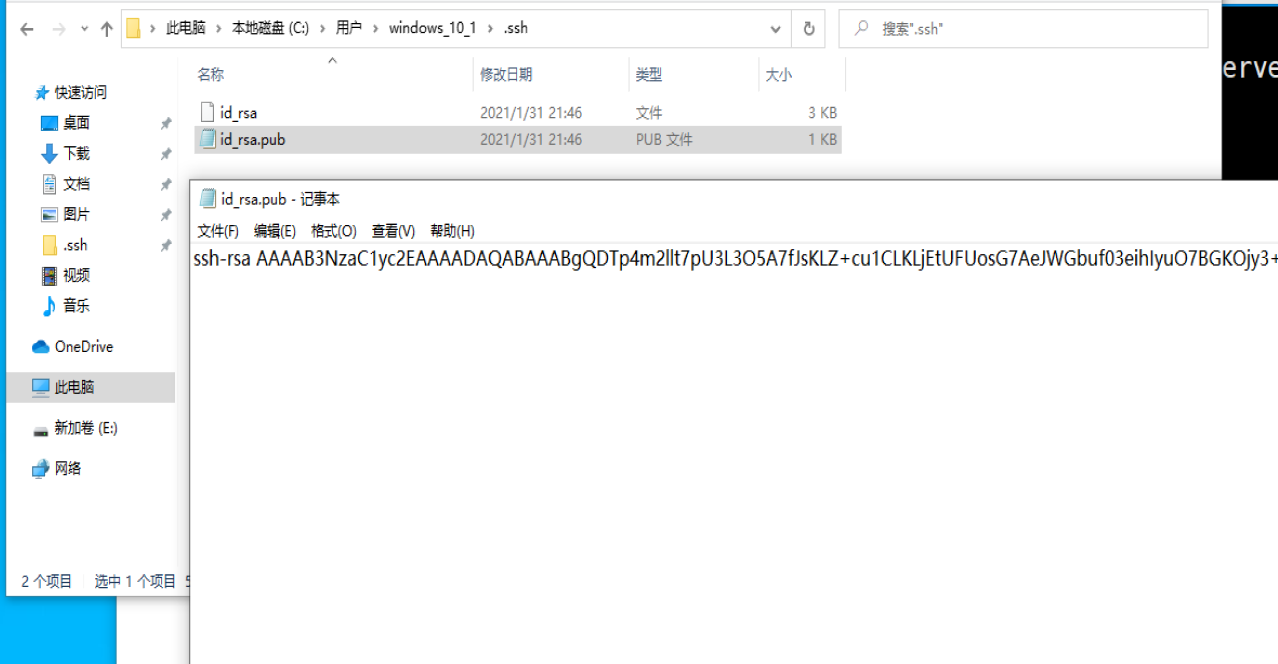 此电脑 › 本地磁盘 (C:) › 用户 › windows_10_1 › .ssh
搜索".ssh"
erve
快速访问
桌面
下载
文档
图片
.ssh
视频
音乐
OneDrive
此电脑
新加卷 (E:)
网络
名称 修改日期 类型 大小
id_rsa 2021/1/31 21:46 文件 3 KB
id_rsa.pub 2021/1/31 21:46 PUB 文件 1 KB
id_rsa.pub - 记事本
文件(F) 编辑(E) 格式(O) 查看(V) 帮助(H)
ssh-rsa AAAAB3NzaC1yc2EAAAADAQABAAABgQDTp4m2llt7pU3L3O5A7fJsKLZ+cu1CLKLjEtUFUosG7AeJWGbuf03eihIyuO7BGKOjy3+
2 个项目 选中 1 个项目 5